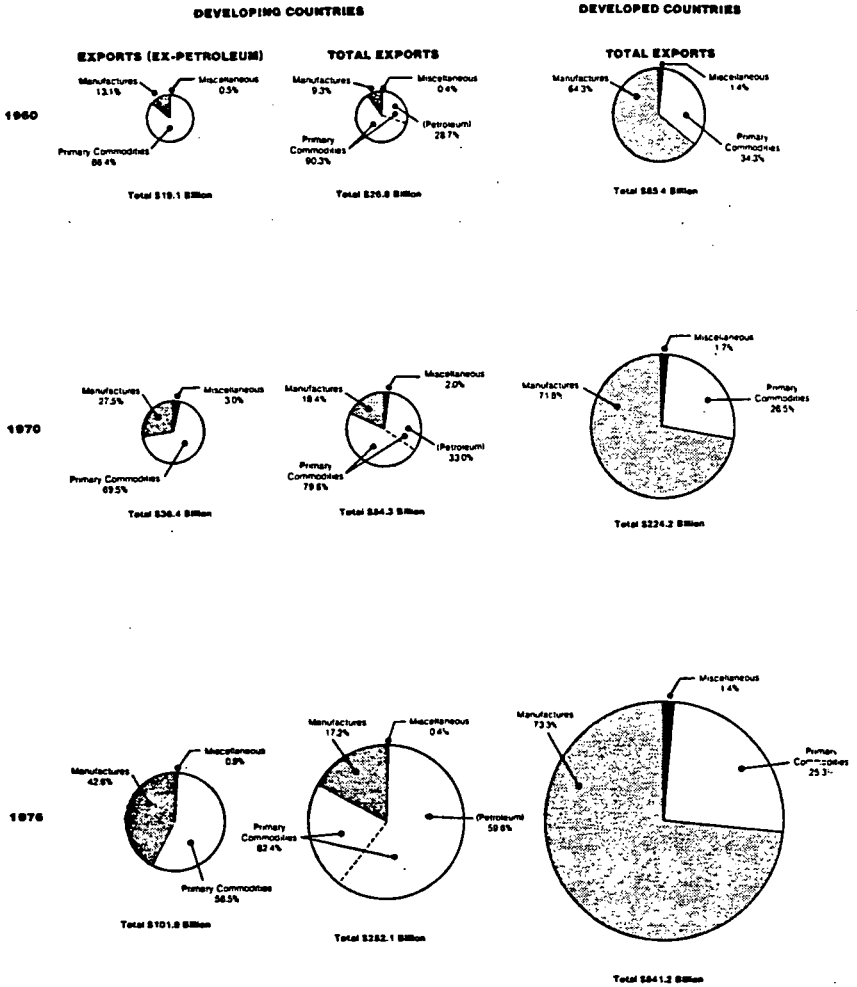 DEVELOPING COUNTRIES
DEVELOPED COUNTRIES
EXPORTS (EX-PETROLEUM)
TOTAL EXPORTS
TOTAL EXPORTS
1960
Manufactures
13.1%
Miscellaneous
0.5%
Primary Commodities
86.4%
Total $19.1 Billion
Manufactures
9.3%
Miscellaneous
0.4%
(Petroleum)
28.7%
Primary
Commodities
90.3%
Total $26.8 Billion
Manufactures
64.3%
Miscellaneous
1.4%
Primary
Commodities
34.3%
Total $85.4 Billion
1970
Manufactures
27.5%
Miscellaneous
3.0%
Primary Commodities
69.5%
Total $36.4 Billion
Manufactures
18.4%
Miscellaneous
2.0%
(Petroleum)
33.0%
Primary
Commodities
79.6%
Total $54.3 Billion
Manufactures
71.8%
Miscellaneous
1.7%
Primary
Commodities
26.5%
Total $224.2 Billion
1976
Manufactures
42.6%
Miscellaneous
0.9%
Primary Commodities
56.5%
Total $101.9 Billion
Manufactures
17.2%
Miscellaneous
0.4%
(Petroleum)
59.6%
Primary
Commodities
82.4%
Total $252.1 Billion
Manufactures
73.3%
Miscellaneous
1.4%
Primary
Commodities
25.3%
Total $641.2 Billion